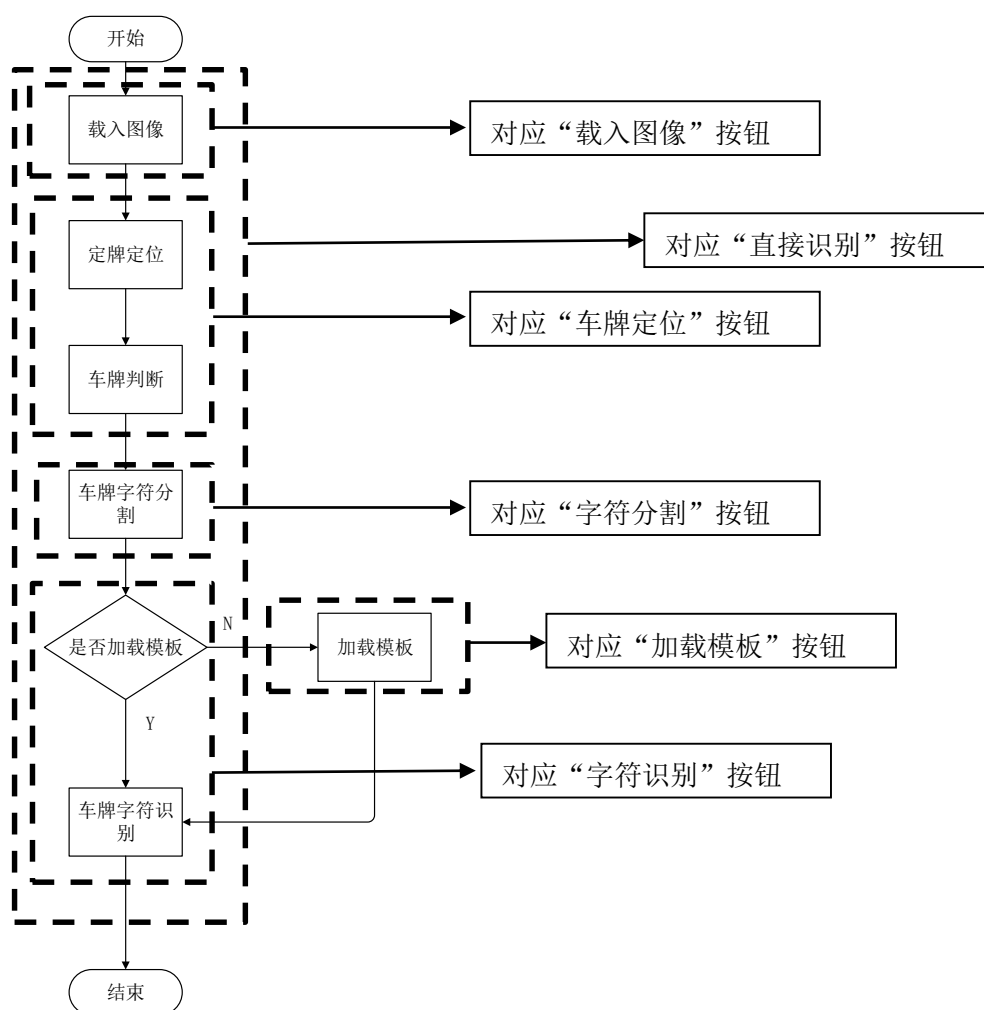 开始
载入图像
对应“载入图像”按钮
定牌定位
对应“直接识别”按钮
对应“车牌定位”按钮
车牌判断
车牌字符分
割
对应“字符分割”按钮
是否加载模板
N
加载模板
对应“加载模板”按钮
Y
对应“字符识别”按钮
车牌字符识
别
结束